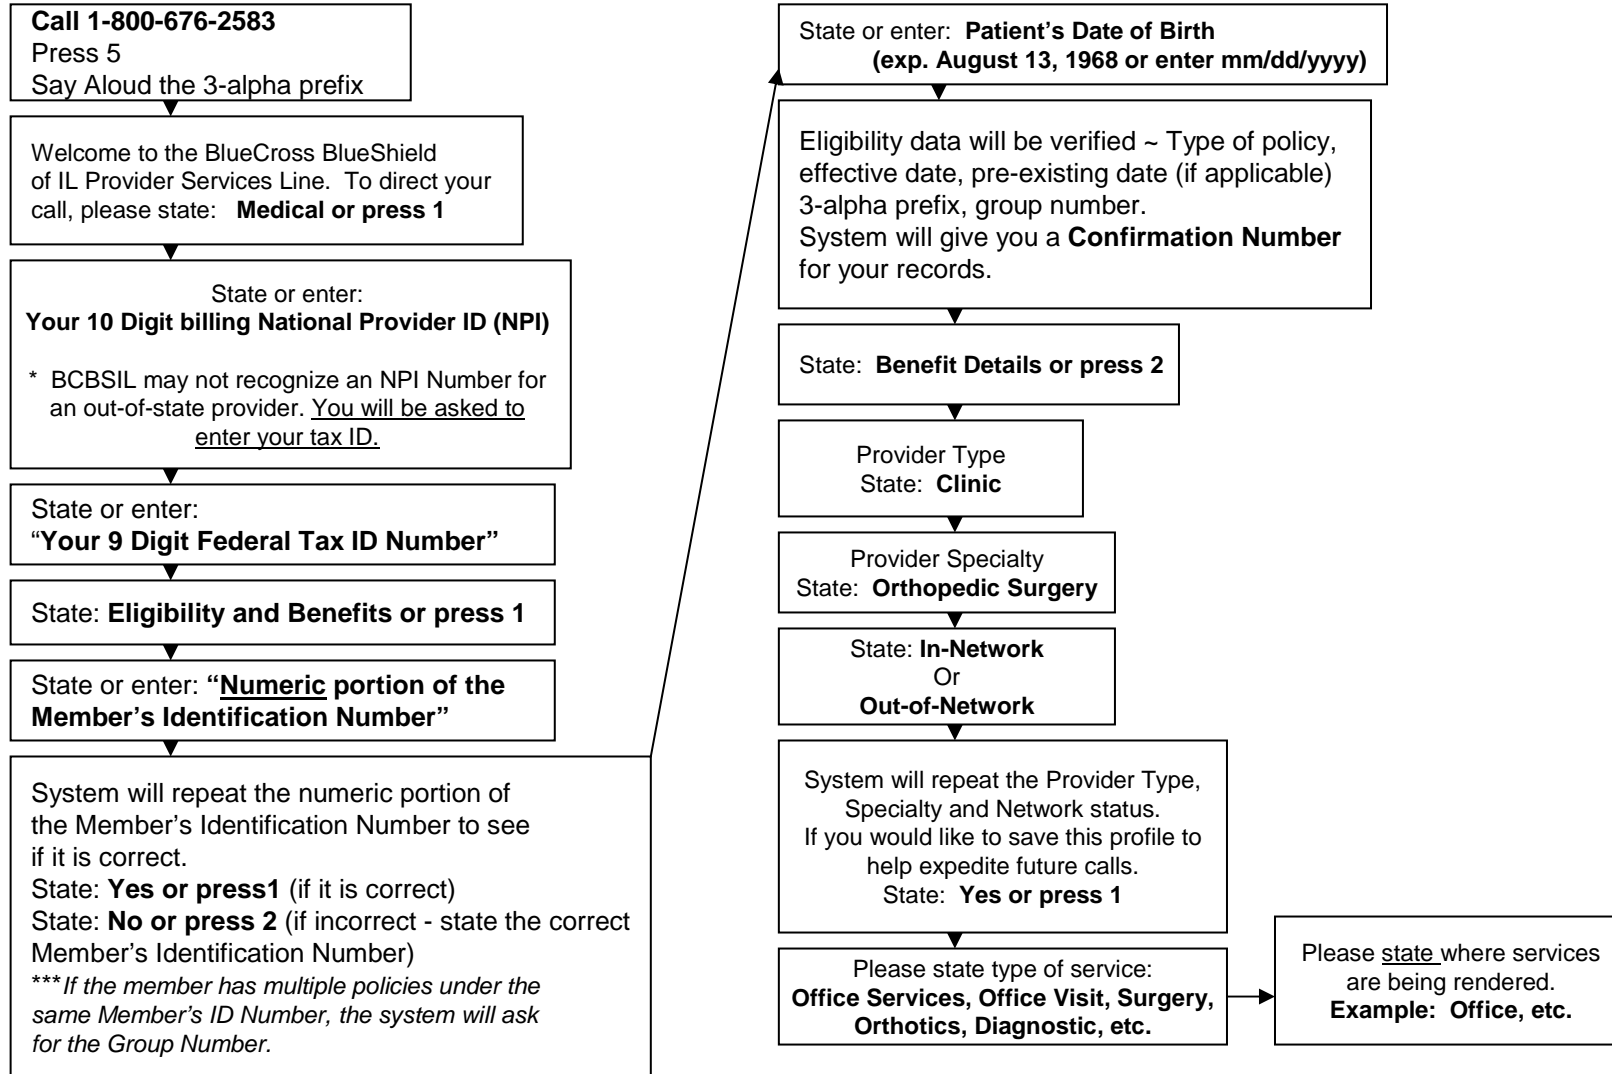 Call 1-800-676-2583
Press 5
Say Aloud the 3-alpha prefix
Welcome to the BlueCross BlueShield
of IL Provider Services Line.  To direct your
call, please state:   Medical or press 1
State or enter:
Your 10 Digit billing National Provider ID (NPI)
*  BCBSIL may not recognize an NPI Number for
an out-of-state provider. You will be asked to
enter your tax ID.
State or enter:
“Your 9 Digit Federal Tax ID Number”
State: Eligibility and Benefits or press 1
State or enter: “Numeric portion of the
Member’s Identification Number”
System will repeat the numeric portion of
the Member’s Identification Number to see
if it is correct.
State: Yes or press1 (if it is correct)
State: No or press 2 (if incorrect - state the correct
Member’s Identification Number)
***If the member has multiple policies under the
same Member’s ID Number, the system will ask
for the Group Number.
State or enter:  Patient’s Date of Birth
(exp. August 13, 1968 or enter mm/dd/yyyy)
Eligibility data will be verified ~ Type of policy,
effective date, pre-existing date (if applicable)
3-alpha prefix, group number.
System will give you a Confirmation Number
for your records.
State:  Benefit Details or press 2
Provider Type
State:  Clinic
Provider Specialty
State:  Orthopedic Surgery
State: In-Network
Or
Out-of-Network
System will repeat the Provider Type,
Specialty and Network status.
If you would like to save this profile to
help expedite future calls.
State:  Yes or press 1
Please state type of service:
Office Services, Office Visit, Surgery,
Orthotics, Diagnostic, etc.
Please state where services
are being rendered.
Example:  Office, etc.